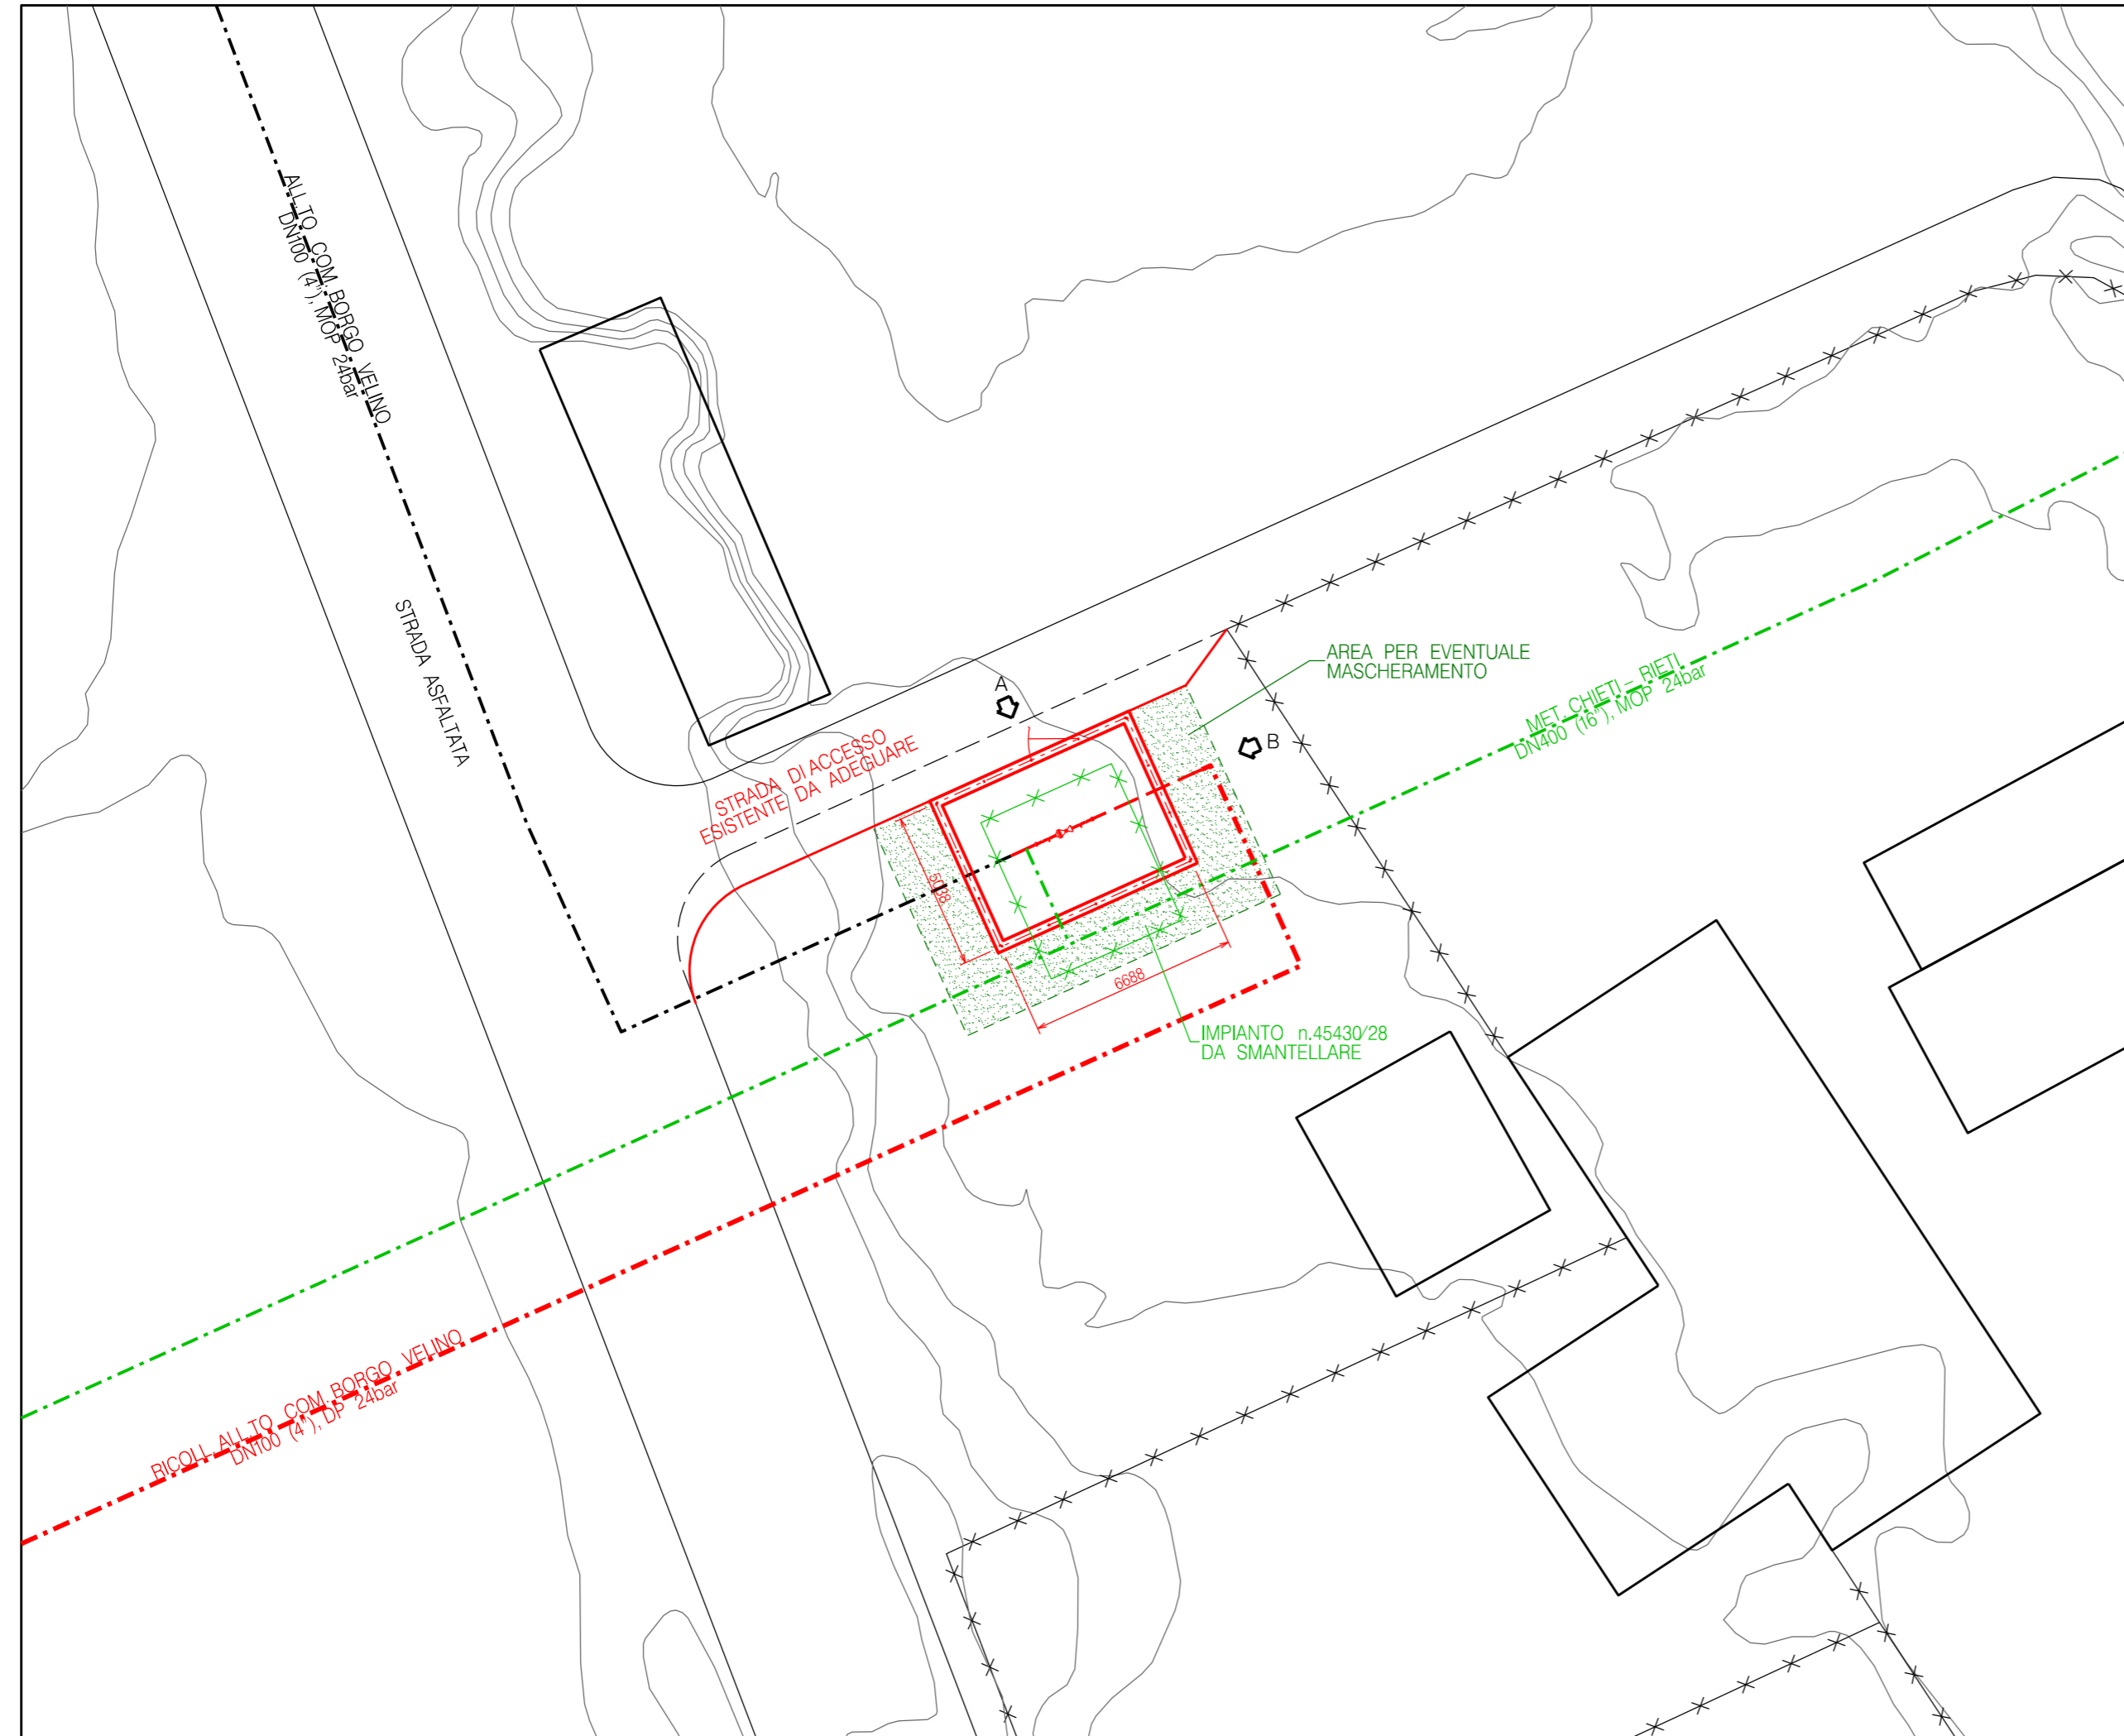 ALL.TO COM. BORGO VELINO
DN100 (4"), MOP 24bar
STRADA ASFALTATA
A
B
AREA PER EVENTUALE
MASCHERAMENTO
MET. CHIETI - RIETI
DN400 (16"), MOP 24bar
STRADA DI ACCESSO
ESISTENTE DA ADEGUARE
5038
6688
IMPIANTO n.45430/28
DA SMANTELLARE
RICOLL. ALL.TO COM. BORGO VELINO
DN100 (4"), DP 24bar